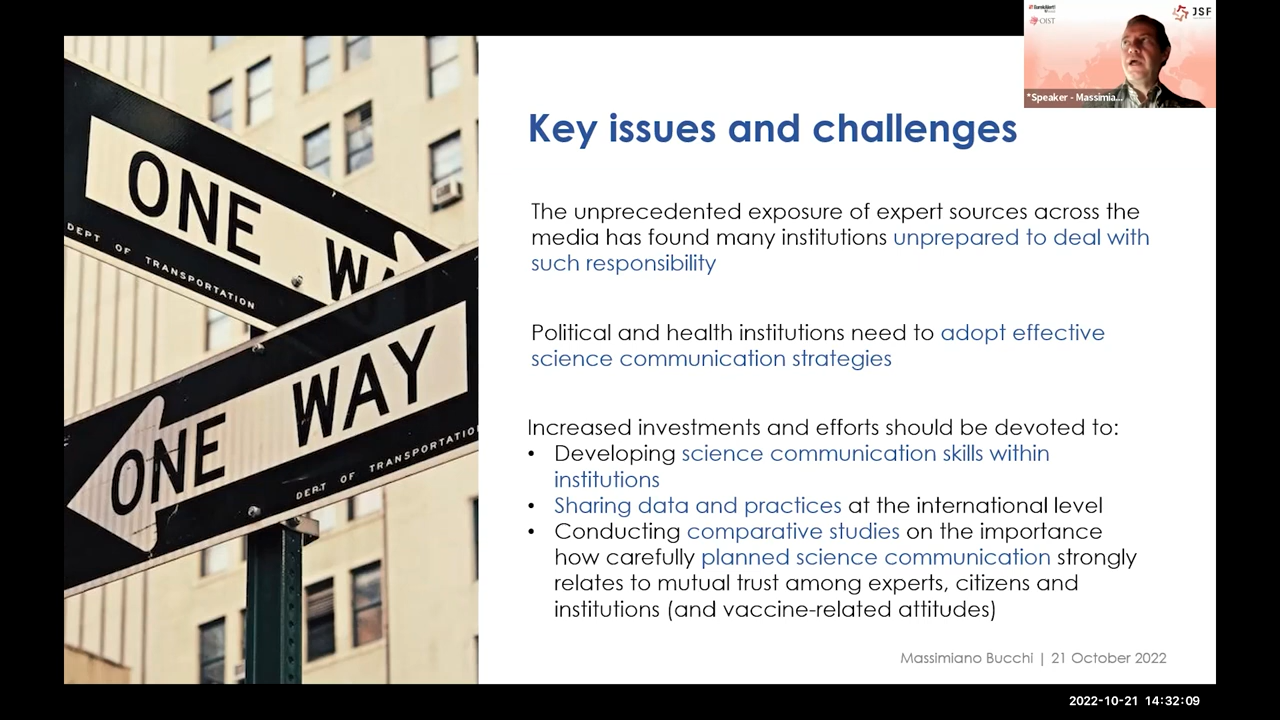 EurekAlert!
OIST
JSF
*Speaker - Massimia...
ONE WA
DEPT OF TRANSPORTATION
ONE WAY
DEPT OF TRANSPORTATIO
Key issues and challenges
The unprecedented exposure of expert sources across the
media has found many institutions unprepared to deal with
such responsibility
Political and health institutions need to adopt effective
science communication strategies
Increased investments and efforts should be devoted to:
• Developing science communication skills within
institutions
• Sharing data and practices at the international level
• Conducting comparative studies on the importance
how carefully planned science communication strongly
relates to mutual trust among experts, citizens and
institutions (and vaccine-related attitudes)
Massimiano Bucchi | 21 October 2022
2022-10-21 14:32:09